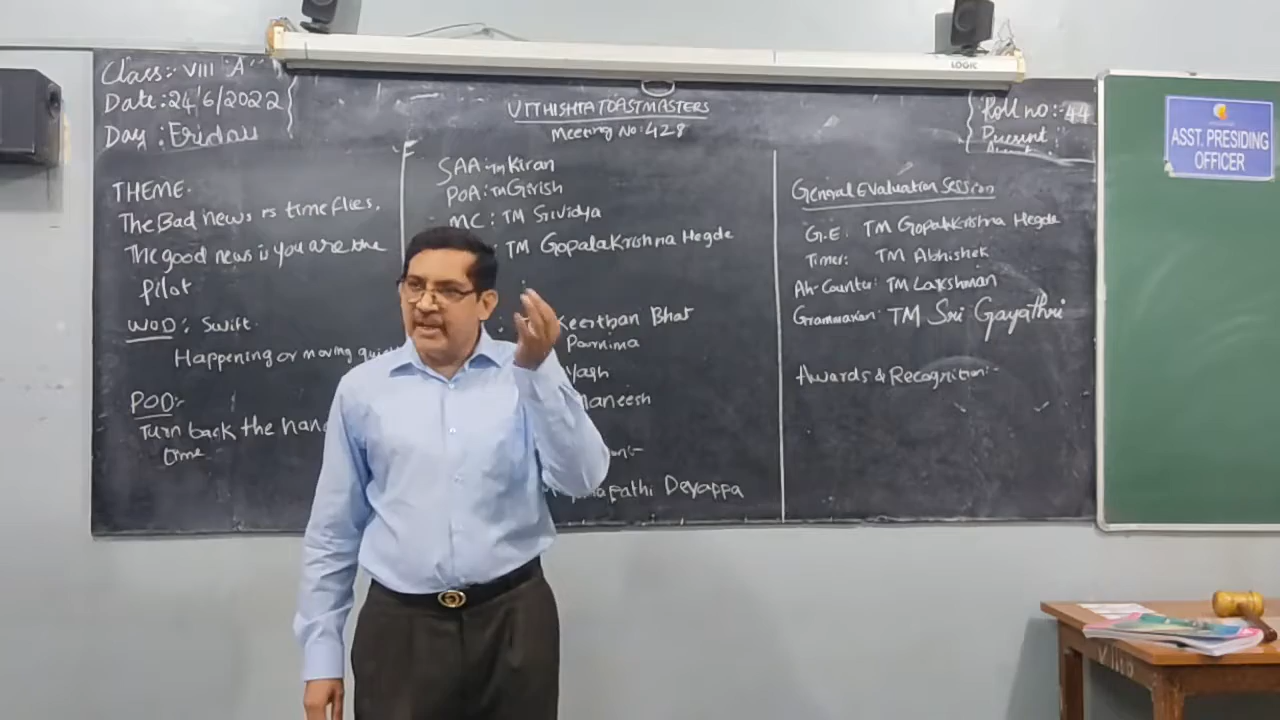 Class:- VIII "A"
Date: 24/6/2022
Day: Friday
THEME.
The Bad news is time flies.
The good news is you are the
Pilot
WOD: Swift.
Happening or moving
POD:-
Turn back the
time
UTTHISHTA TOASTMASTERS
Meeting No: 428
SAA: TM Kiran
POA: TM Girish
MC: TM Srividya
: TM GopalaKrishna Hegde
Keerthan Bhat
Purnima
Yash
maneesh
Devappa
LOGIC
Roll no:- 44
Present:
General Evaluation Session
G.E: TM GopalKrishna Hegde
Timer: TM Abhishek
Ah-Counter: TM Lakshman
Grammarian: TM Sri Gayathri
Awards & Recognition:-
ASST. PRESIDING
OFFICER